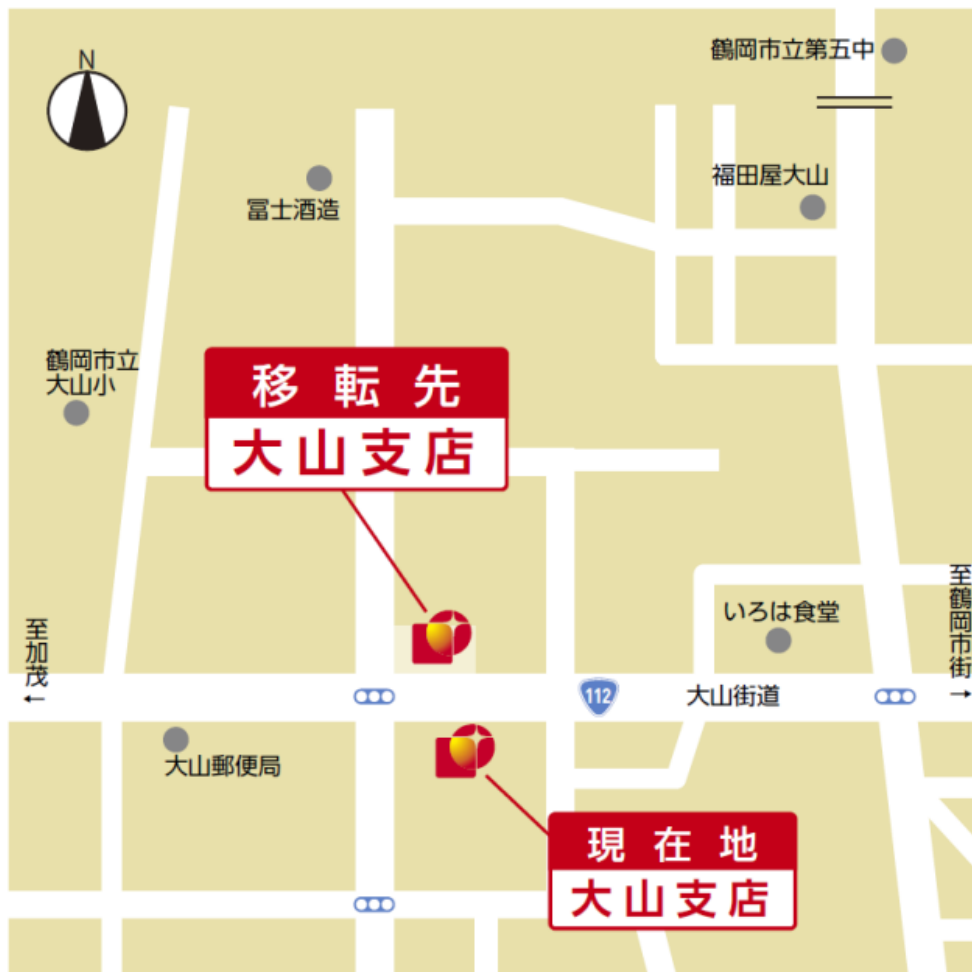 N
鶴岡市立第五中
福田屋大山
冨士酒造
鶴岡市立
大山小
移転先
大山支店
いろは食堂
至加茂
↓
至鶴岡市街
↓
112
大山街道
大山郵便局
現在地
大山支店